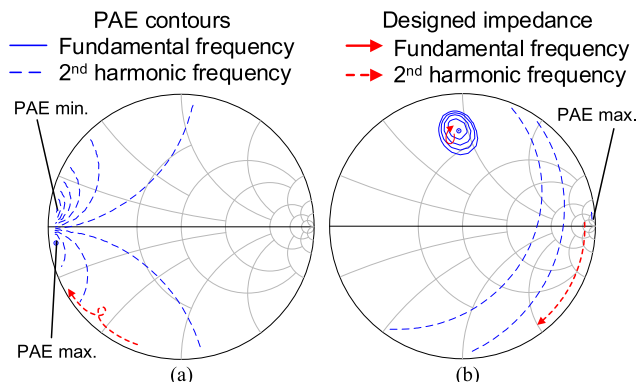 PAE contours
Fundamental frequency
2nd harmonic frequency
Designed impedance
Fundamental frequency
2nd harmonic frequency
PAE min.
PAE max.
PAE max.
(a)
(b)